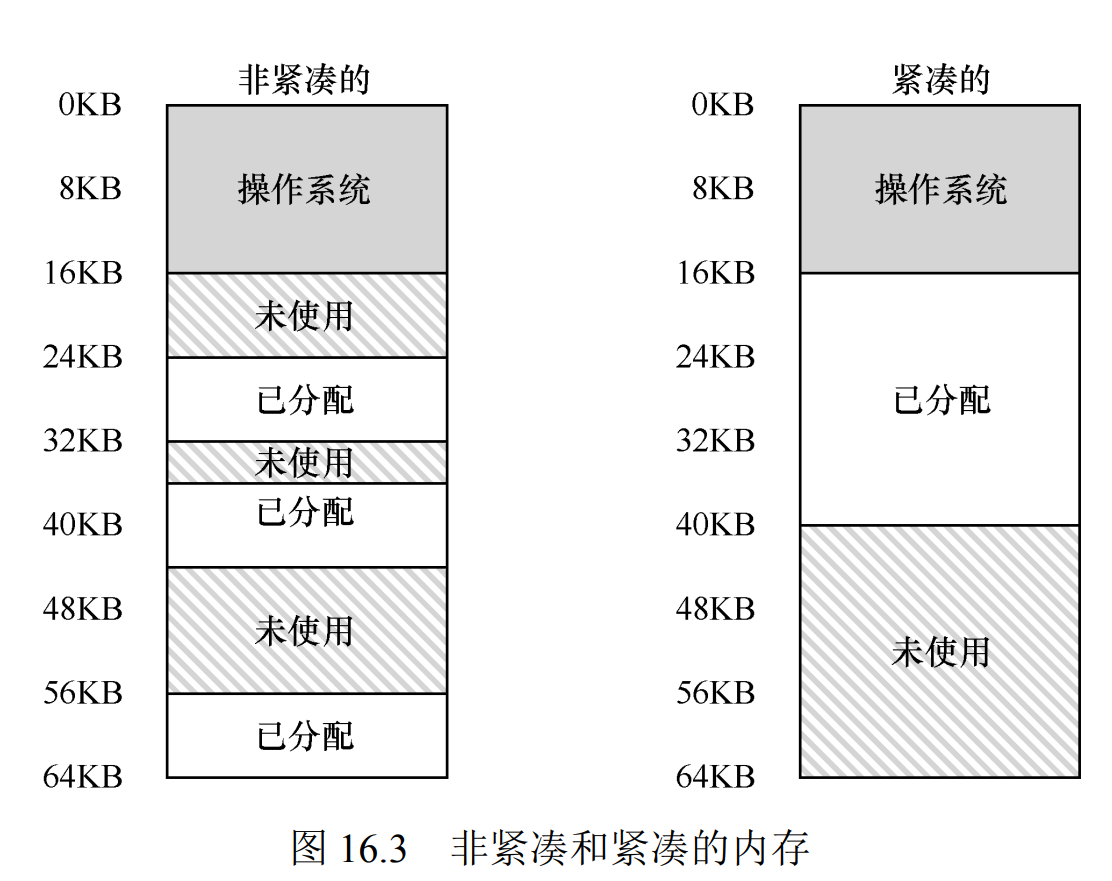 非紧凑的
0KB
8KB
16KB
24KB
32KB
40KB
48KB
56KB
64KB
操作系统
未使用
已分配
未使用
已分配
未使用
已分配
紧凑的
0KB
8KB
16KB
24KB
32KB
40KB
48KB
56KB
64KB
操作系统
已分配
未使用
图 16.3 非紧凑和紧凑的内存